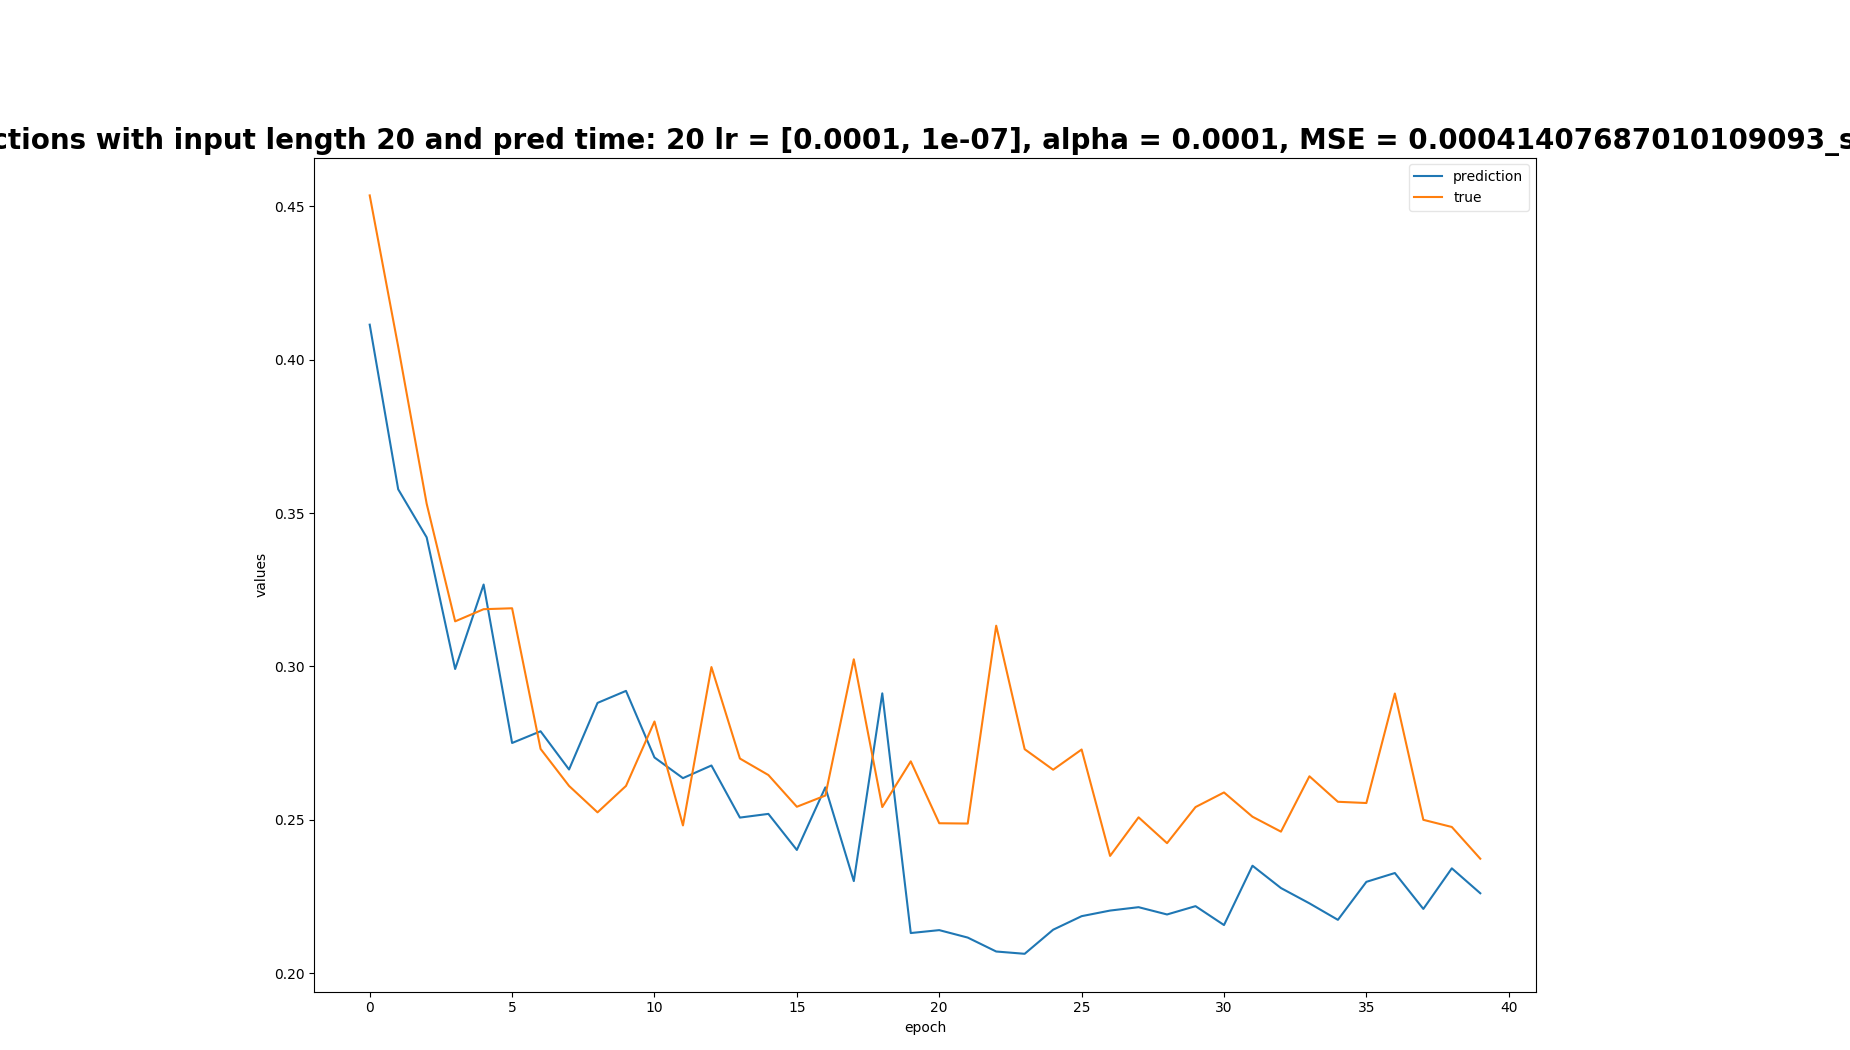 ctions with input length 20 and pred time: 20 lr = [0.0001, 1e-07], alpha = 0.0001, MSE = 0.00041407687010109093_s
prediction
true
0.45
0.40
0.35
0.30
0.25
0.20
values
0 5 10 15 20 25 30 35 40
epoch